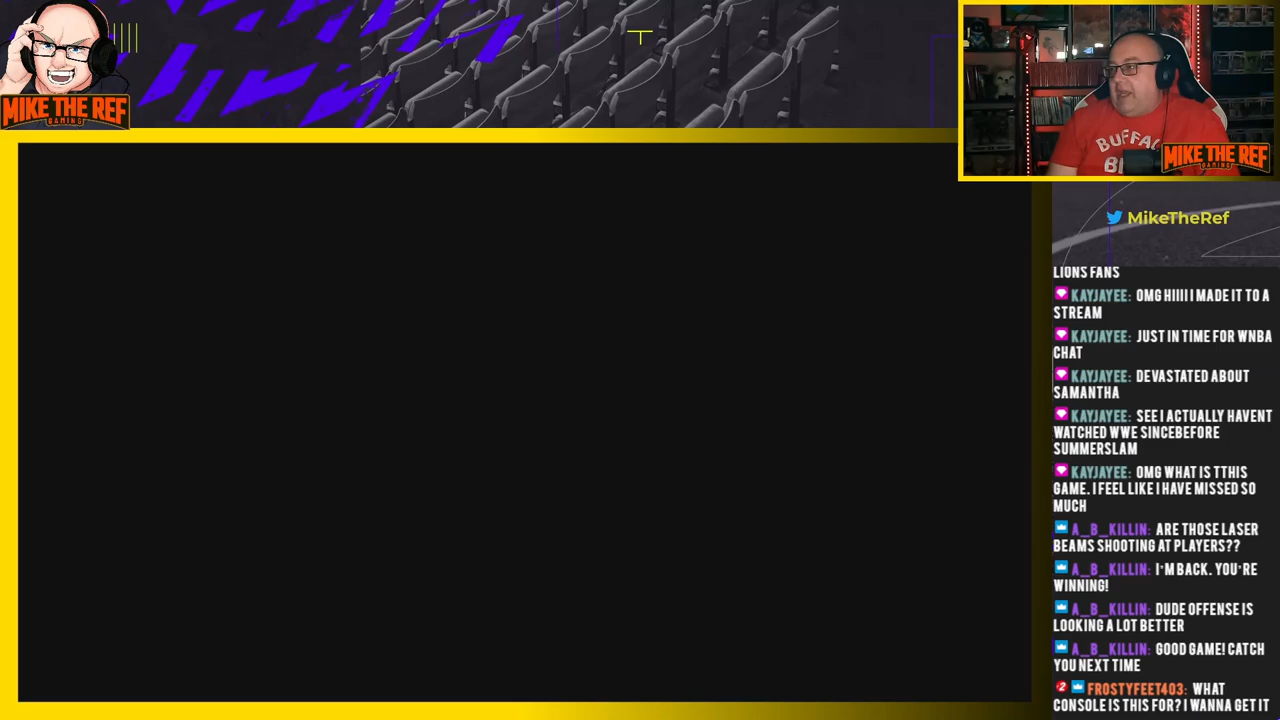 MIKE THE REF
GAMING
BUFFAL
MIKE THE REF
GAMING
MikeTheRef
LIONS FANS
KAYJAYEE: OMG HIIII I MADE IT TO A
STREAM
KAYJAYEE: JUST IN TIME FOR WNBA
CHAT
KAYJAYEE: DEVASTATED ABOUT
SAMANTHA
KAYJAYEE: SEE I ACTUALLY HAVENT
WATCHED WWE SINCEBEFORE
SUMMERSLAM
KAYJAYEE: OMG WHAT IS TTHIS
GAME. I FEEL LIKE I HAVE MISSED SO
MUCH
A_B_KILLIN: ARE THOSE LASER
BEAMS SHOOTING AT PLAYERS??
A_B_KILLIN: I'M BACK. YOU'RE
WINNING!
A_B_KILLIN: DUDE OFFENSE IS
LOOKING A LOT BETTER
A_B_KILLIN: GOOD GAME! CATCH
YOU NEXT TIME
2 FROSTYFEET403: WHAT
CONSOLE IS THIS FOR? I WANNA GET IT